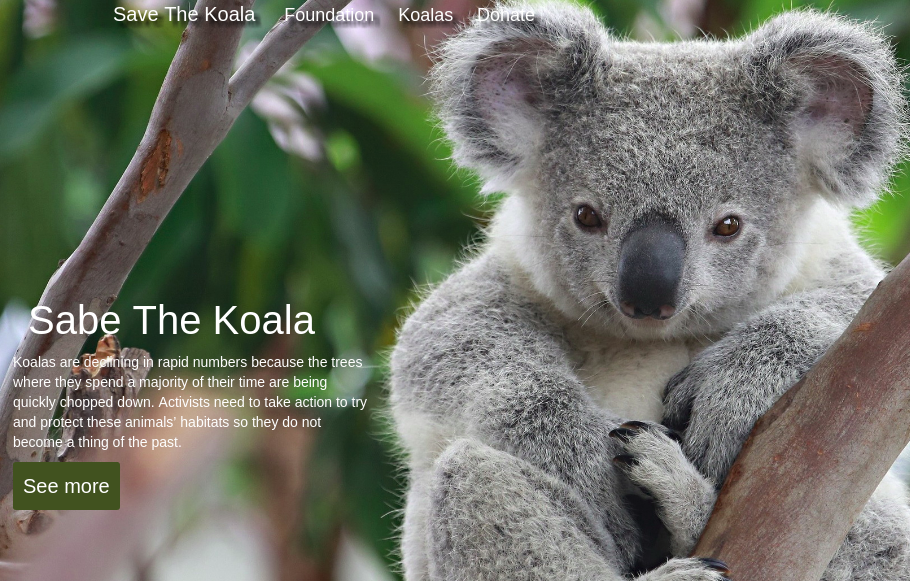 Save The Koala Foundation Koalas Donate
Sabe The Koala
Koalas are declining in rapid numbers because the trees
where they spend a majority of their time are being
quickly chopped down. Activists need to take action to try
and protect these animals' habitats so they do not
become a thing of the past.
See more